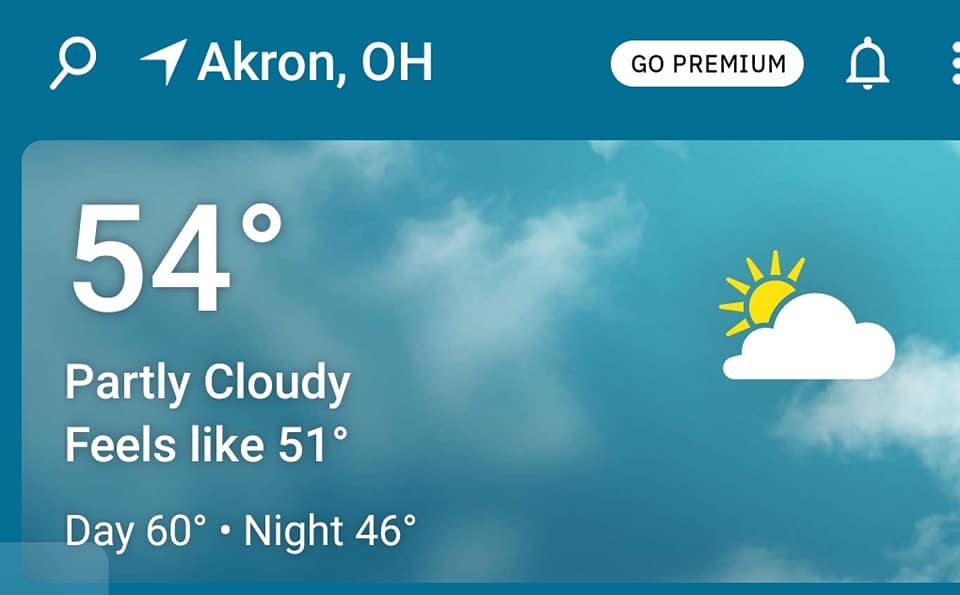 Akron, OH
GO PREMIUM
54°
Partly Cloudy
Feels like 51°
Day 60° • Night 46°